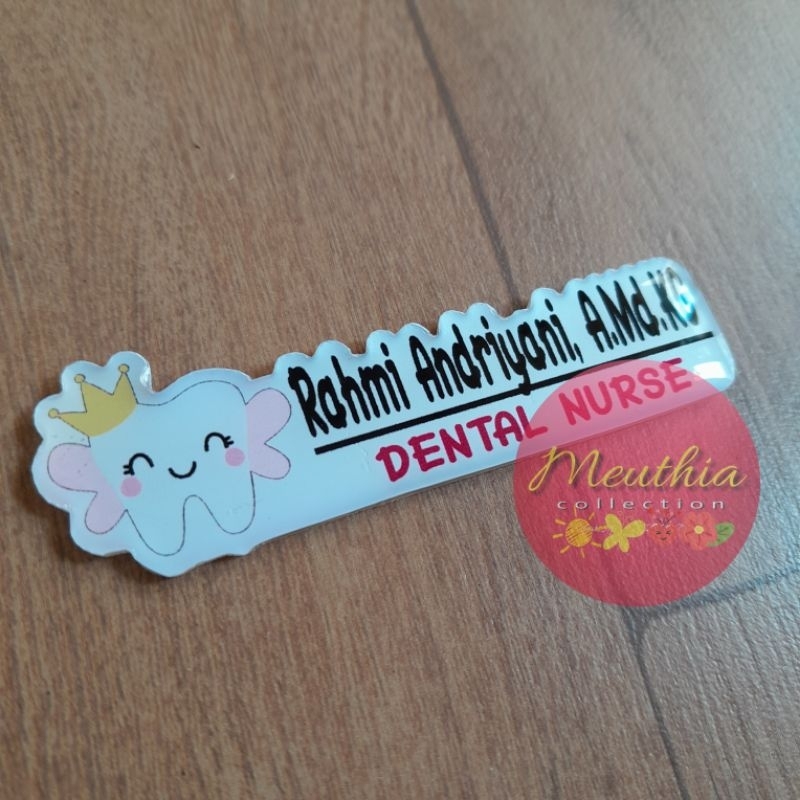 Rahmi Andriyani, A.Md.KG
DENTAL NURSE
Meuthia
collection